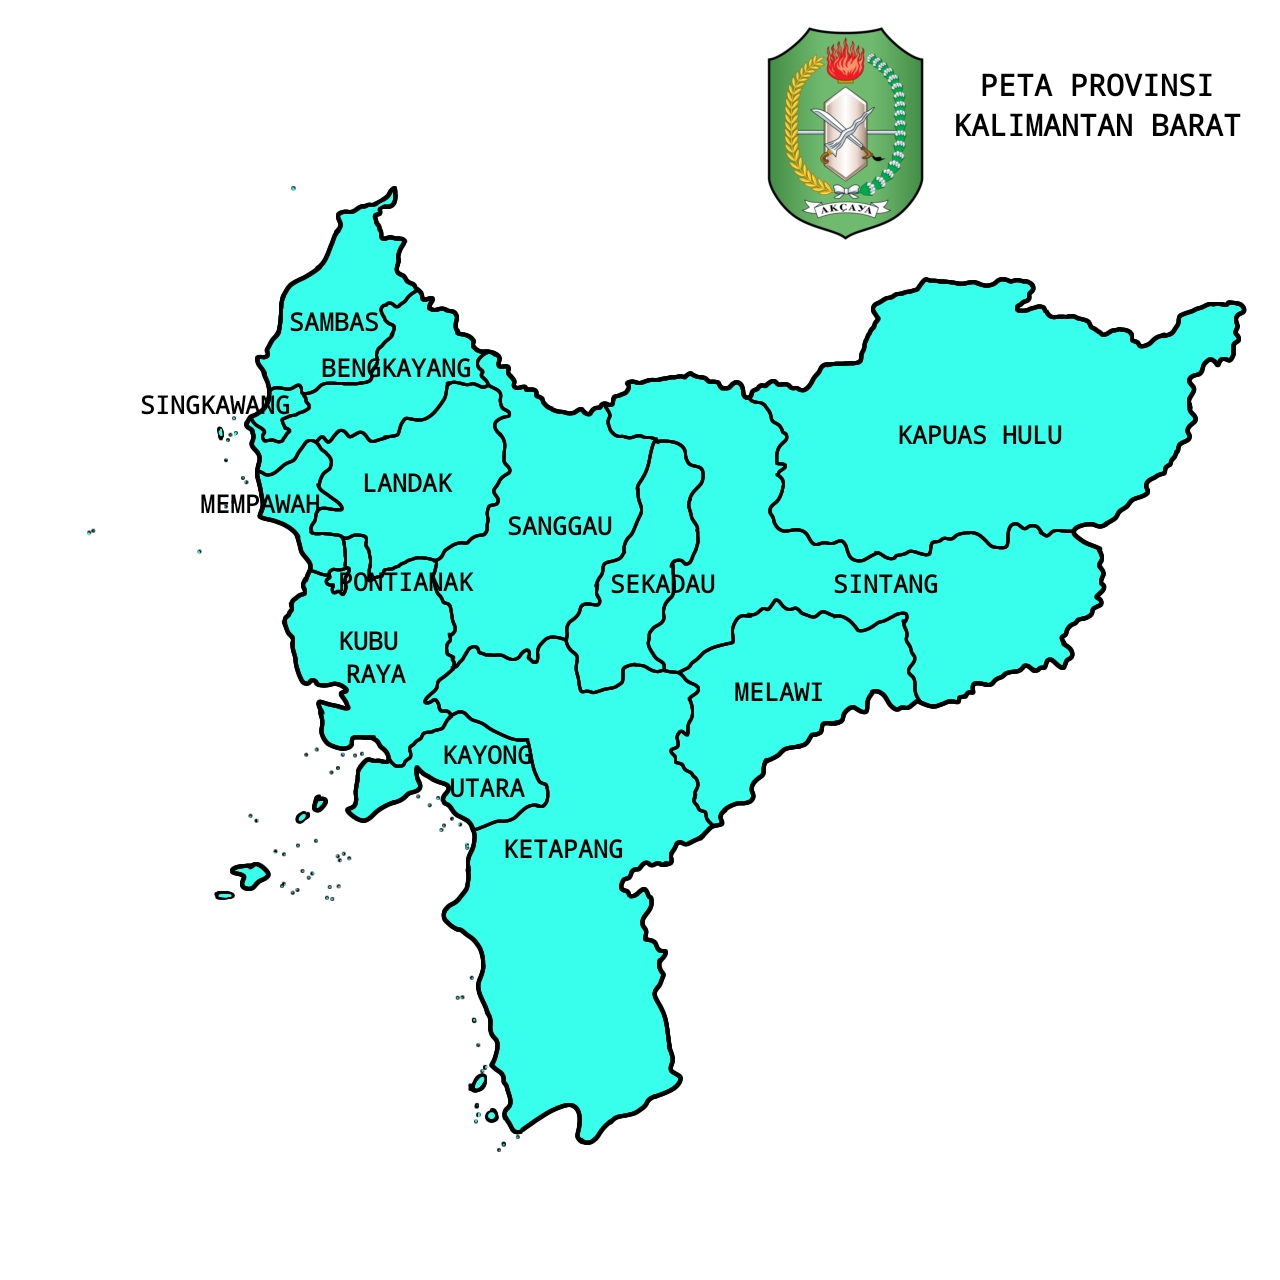 PETA PROVINSI
KALIMANTAN BARAT
AKÇAYA
SAMBAS
BENGKAYANG
SINGKAWANG
KAPUAS HULU
LANDAK
MEMPAWAH
SANGGAU
PONTIANAK
SEKADAU
SINTANG
KUBU
RAYA
MELAWI
KAYONG
UTARA
KETAPANG